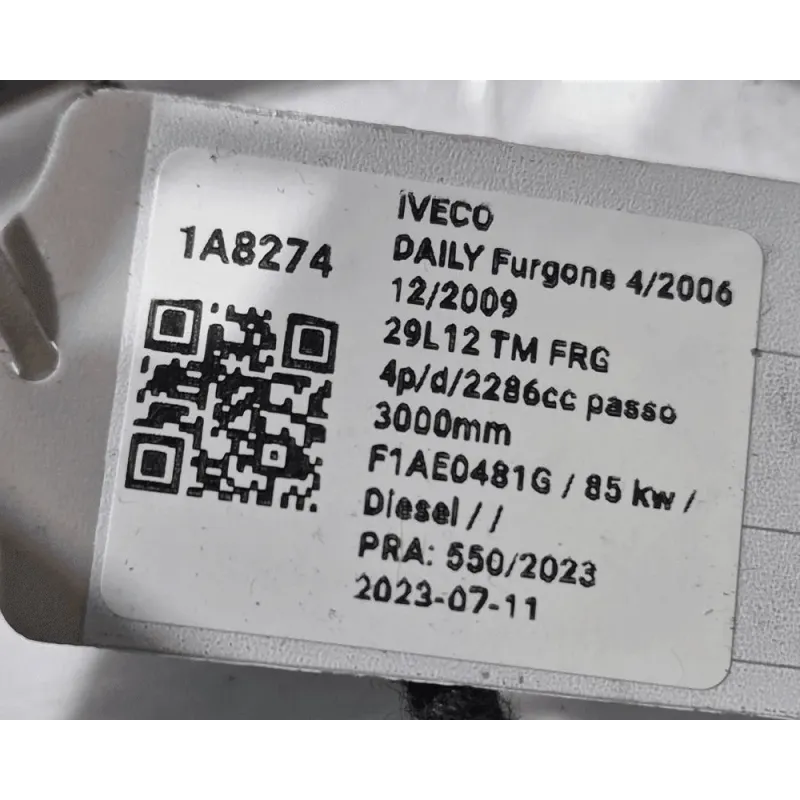 1A8274
IVECO
DAILY Furgone 4/2006
12/2009
29L12 TM FRG
4p/d/2286cc passo
3000mm
F1AE0481G / 85 kw /
Diesel / /
PRA: 550/2023
2023-07-11